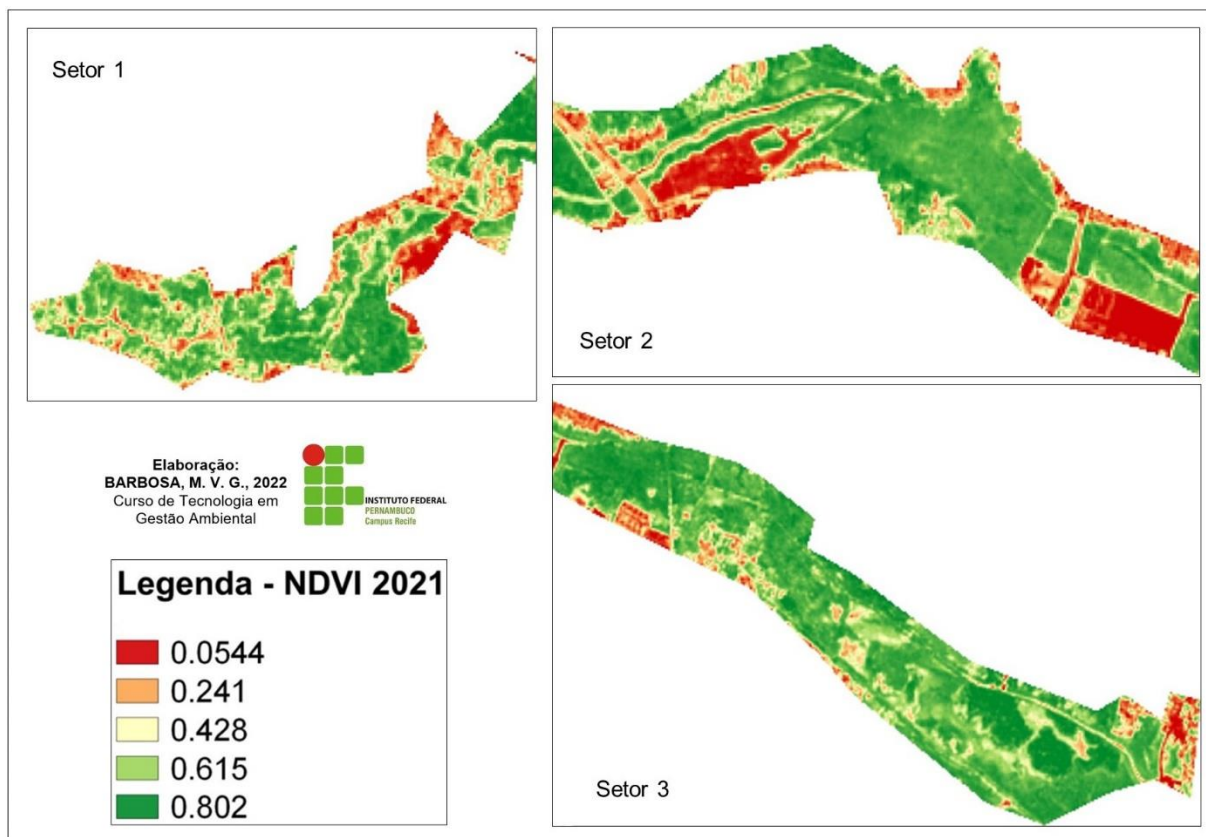 Setor 1
Setor 2
Elaboração:
BARBOSA, M. V. G., 2022
Curso de Tecnologia em
Gestão Ambiental
INSTITUTO FEDERAL
PERNAMBUCO
Campus Recife
Legenda - NDVI 2021
0.0544
0.241
0.428
0.615
0.802
Setor 3